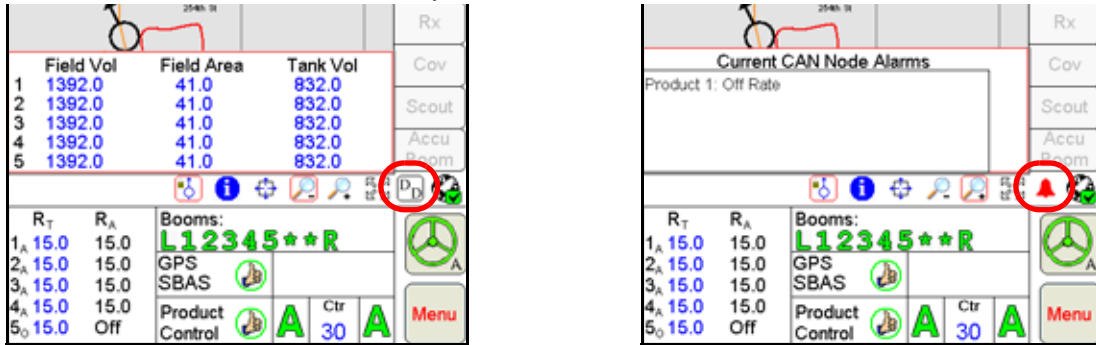 254th St
Rx
Field Vol Field Area Tank Vol
Cov
1 1392.0 41.0 832.0
2 1392.0 41.0 832.0
Scout
3 1392.0 41.0 832.0
4 1392.0 41.0 832.0
Accu
Boom
5 1392.0 41.0 832.0
DD
RT RA Booms:
1A 15.0 15.0 L12345**R
2A 15.0 15.0 GPS
3A 15.0 15.0 SBAS
A
4A 15.0 15.0 Product A Ctr A
5O 15.0 Off Control 30
Menu
254th St
Rx
Current CAN Node Alarms
Cov
Product 1: Off Rate
Scout
Accu
Boom
RT RA Booms:
1A 15.0 15.0 L12345**R
2A 15.0 15.0 GPS
3A 15.0 15.0 SBAS
A
4A 15.0 15.0 Product A Ctr A
5O 15.0 Off Control 30
Menu